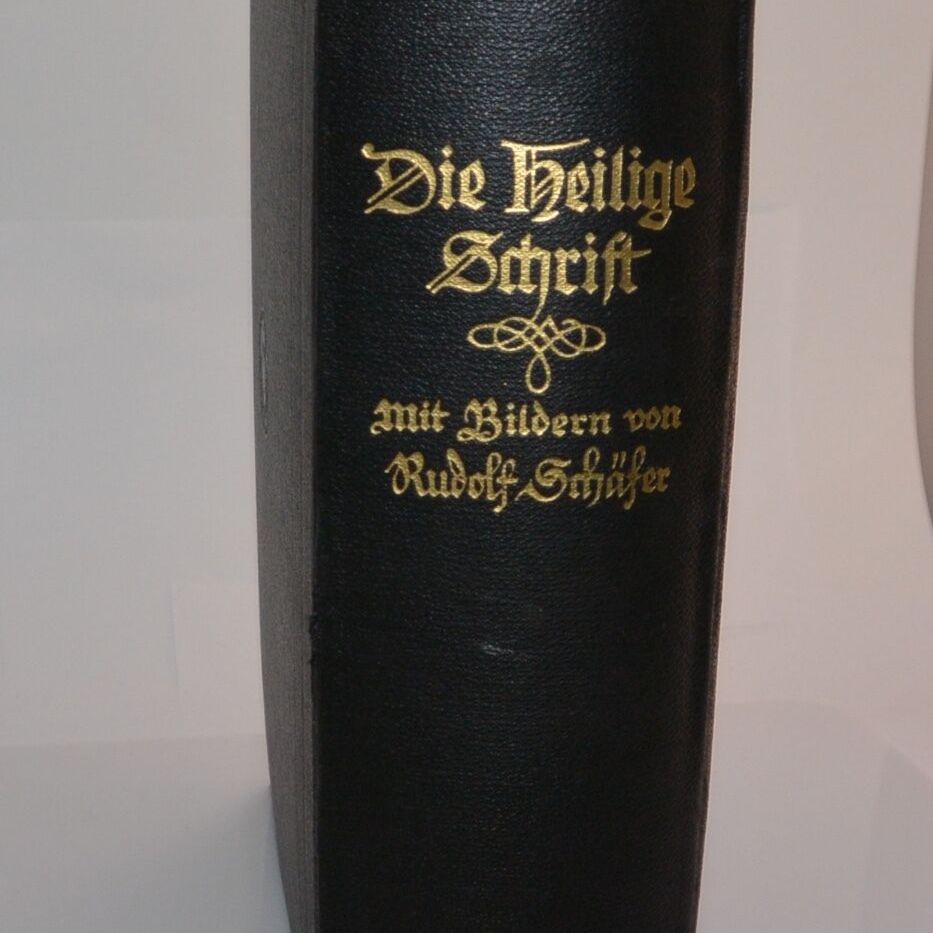 Die Heilige
Schrift
Mit Bildern von
Rudolf Schäfer